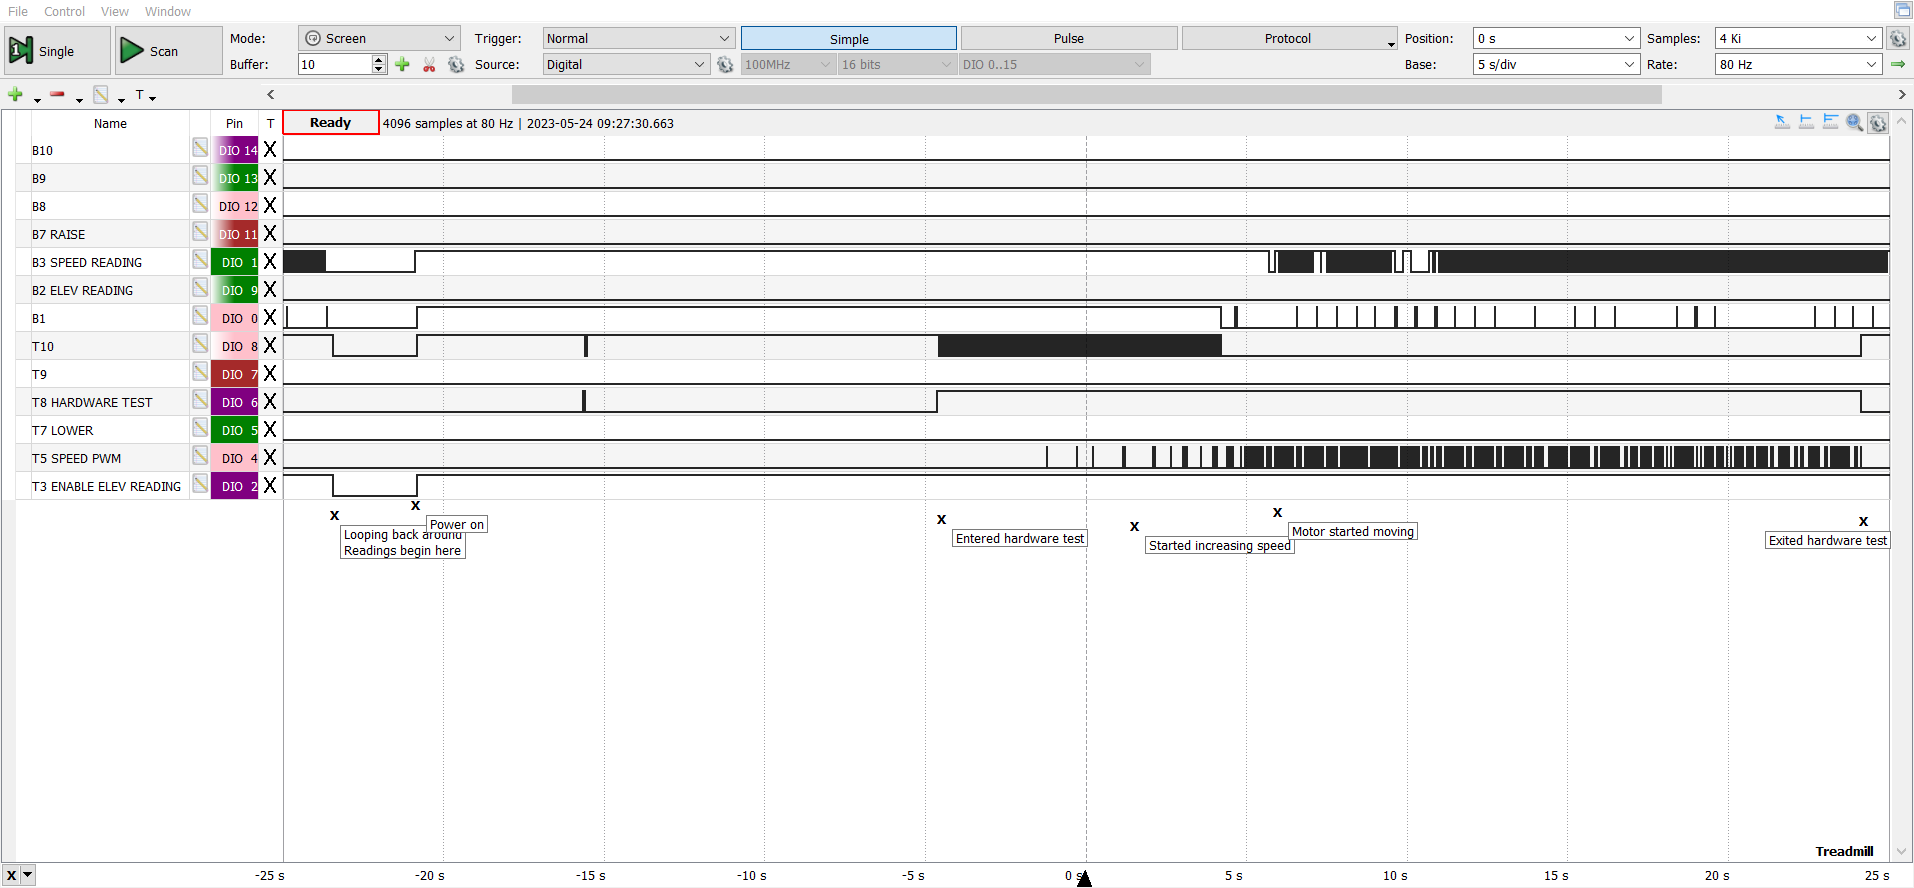 File Control View Window
Single Scan Mode: Screen Trigger: Normal Simple Pulse Protocol Position: 0 s Samples: 4 Ki
Buffer: 10 Source: Digital 100MHz 16 bits DIO 0..15 Base: 5 s/div Rate: 80 Hz
T
Name Pin T Ready 4096 samples at 80 Hz | 2023-05-24 09:27:30.663
B10 DIO 14 X
B9 DIO 13 X
B8 DIO 12 X
B7 RAISE DIO 11 X
B3 SPEED READING DIO 1 X
B2 ELEV READING DIO 9 X
B1 DIO 0 X
T10 DIO 8 X
T9 DIO 7 X
T8 HARDWARE TEST DIO 6 X
T7 LOWER DIO 5 X
T5 SPEED PWM DIO 4 X
T3 ENABLE ELEV READING DIO 2 X
X Looping back around
Readings begin here
X Power on
X Entered hardware test
X Started increasing speed
X Motor started moving
X Exited hardware test
Treadmill
X -25 s -20 s -15 s -10 s -5 s 0 s 5 s 10 s 15 s 20 s 25 s